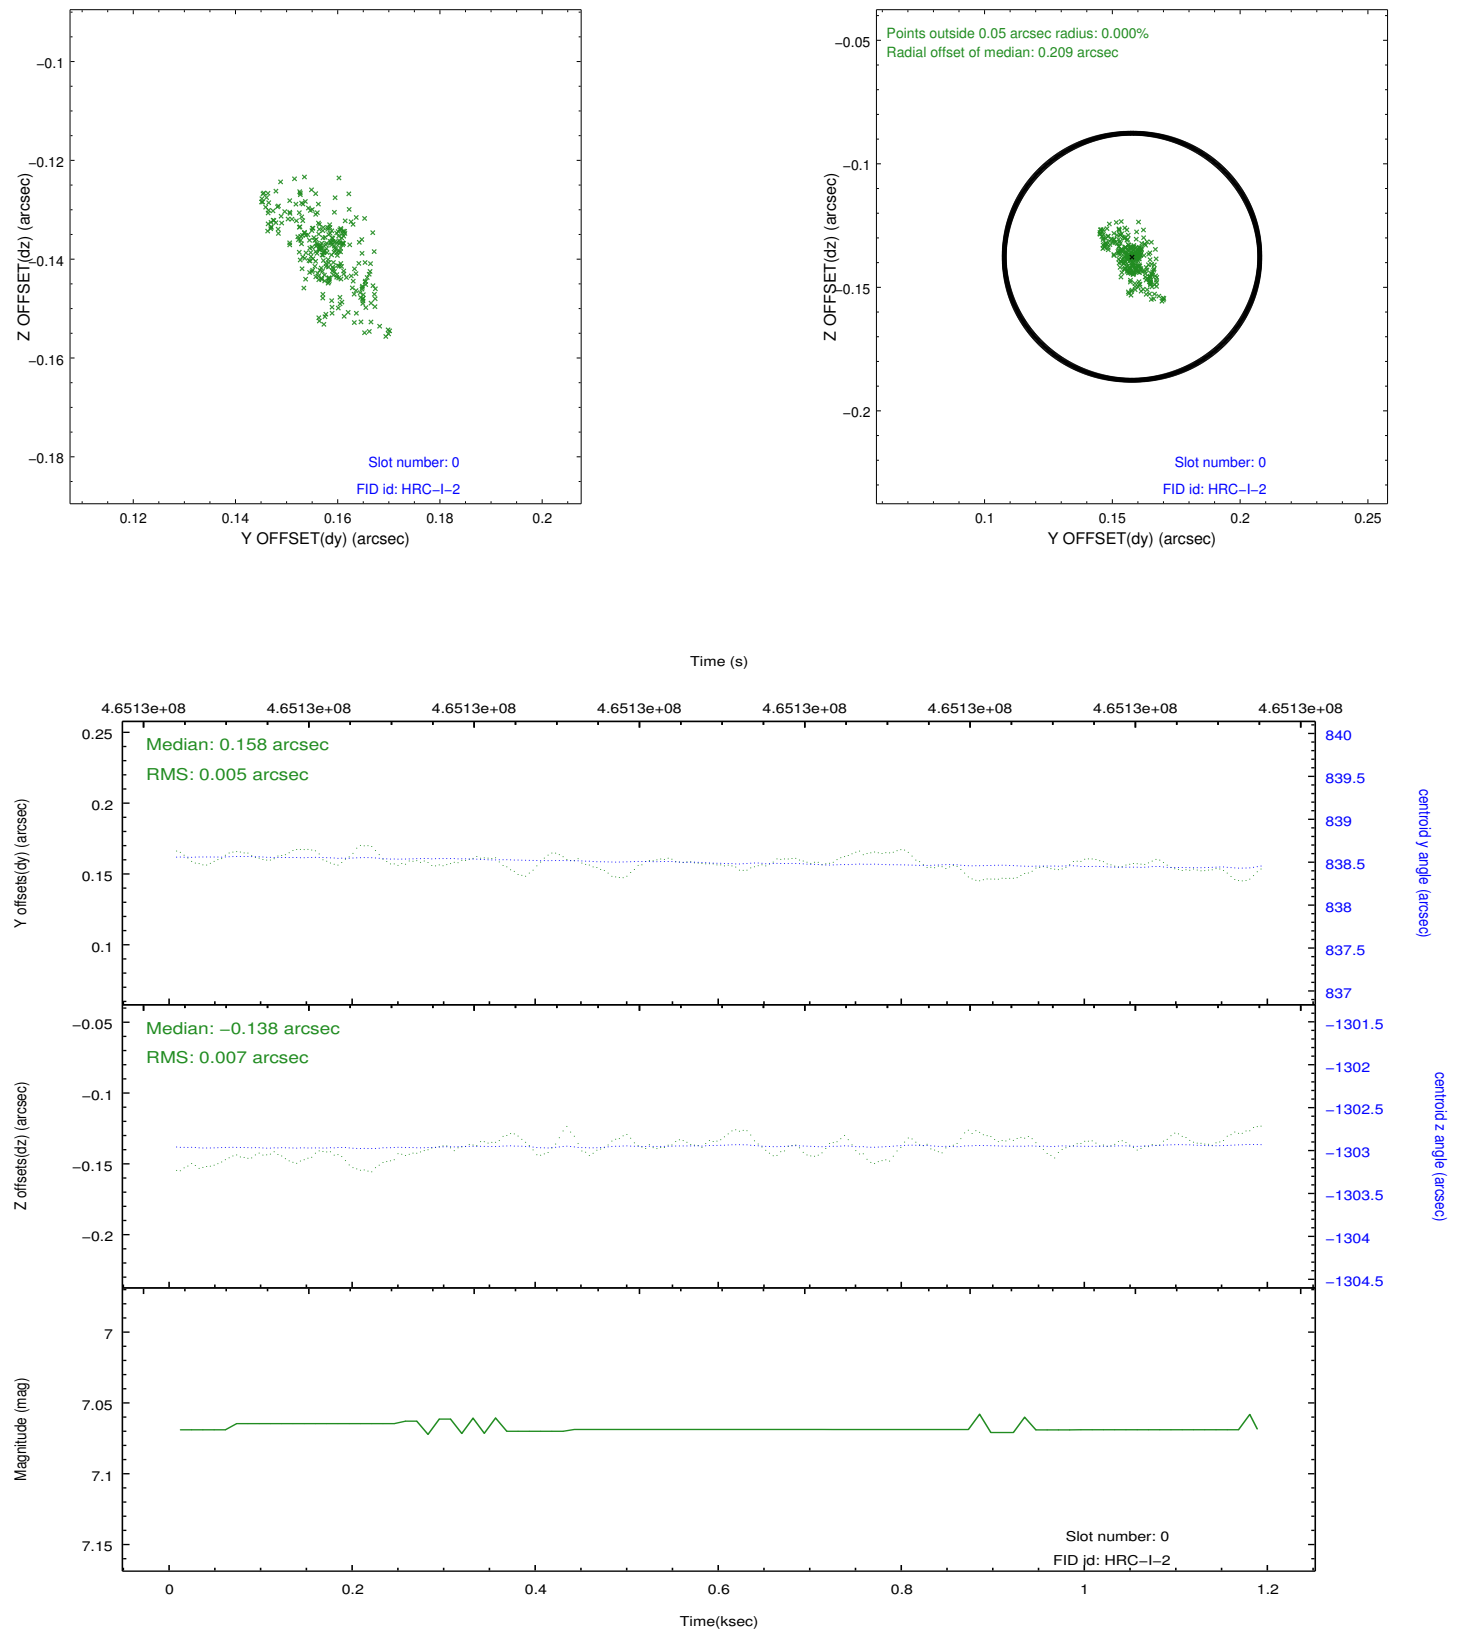 −0.1
−0.12
−0.14
−0.16
−0.18
Z OFFSET(dz) (arcsec)
Slot number: 0
FID id: HRC−I−2
0.12 0.14 0.16 0.18 0.2
Y OFFSET(dy) (arcsec)
Points outside 0.05 arcsec radius: 0.000%
Radial offset of median: 0.209 arcsec
−0.05
−0.1
−0.15
−0.2
Z OFFSET(dz) (arcsec)
Slot number: 0
FID id: HRC−I−2
0.1 0.15 0.2 0.25
Y OFFSET(dy) (arcsec)
Time (s)
4.6513e+08 4.6513e+08 4.6513e+08 4.6513e+08 4.6513e+08 4.6513e+08 4.6513e+08 4.6513e+08
Median: 0.158 arcsec
RMS: 0.005 arcsec
0.25
0.2
0.15
0.1
Y offsets(dy) (arcsec)
840
839.5
839
838.5
838
837.5
837
centroid y angle (arcsec)
Median: −0.138 arcsec
RMS: 0.007 arcsec
−0.05
−0.1
−0.15
−0.2
Z offsets(dz) (arcsec)
−1301.5
−1302
−1302.5
−1303
−1303.5
−1304
−1304.5
centroid z angle (arcsec)
7
7.05
7.1
7.15
Magnitude (mag)
Slot number: 0
FID id: HRC−I−2
0 0.2 0.4 0.6 0.8 1 1.2
Time(ksec)